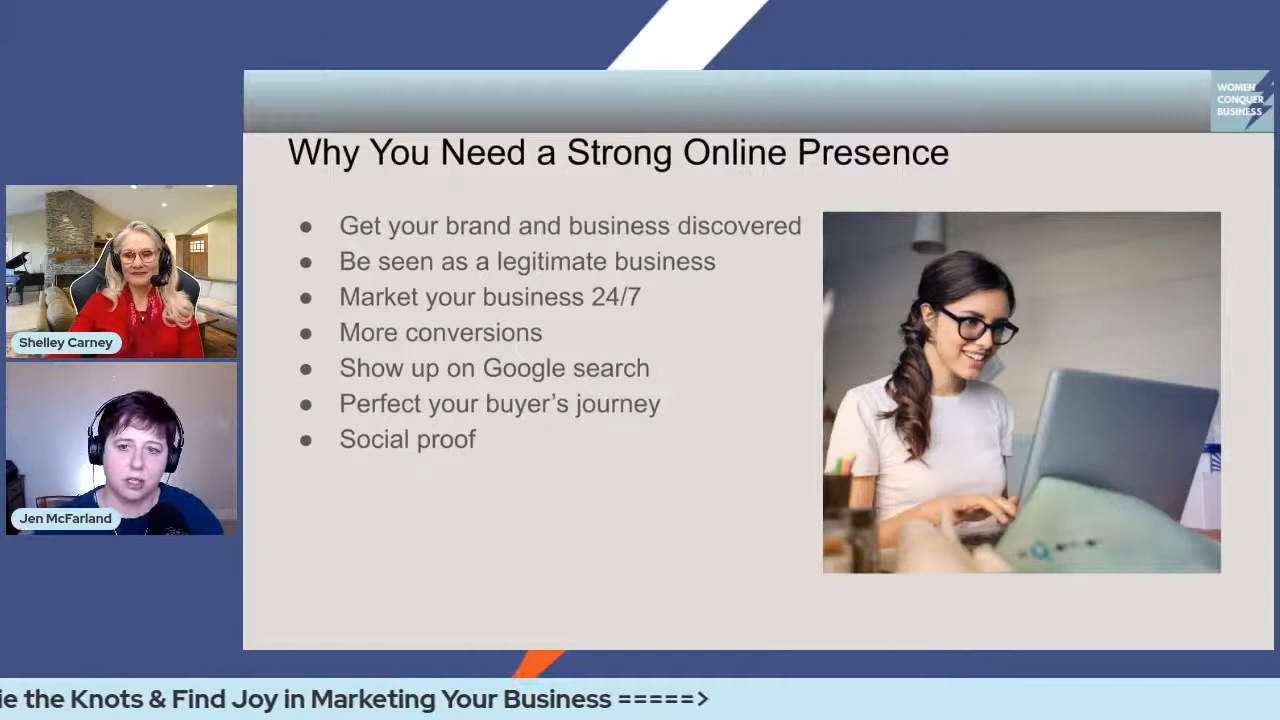 WOMEN
CONQUER
BUSINESS
Why You Need a Strong Online Presence
● Get your brand and business discovered
● Be seen as a legitimate business
● Market your business 24/7
● More conversions
● Show up on Google search
● Perfect your buyer’s journey
● Social proof
Shelley Carney
Jen McFarland
ie the Knots & Find Joy in Marketing Your Business =====>